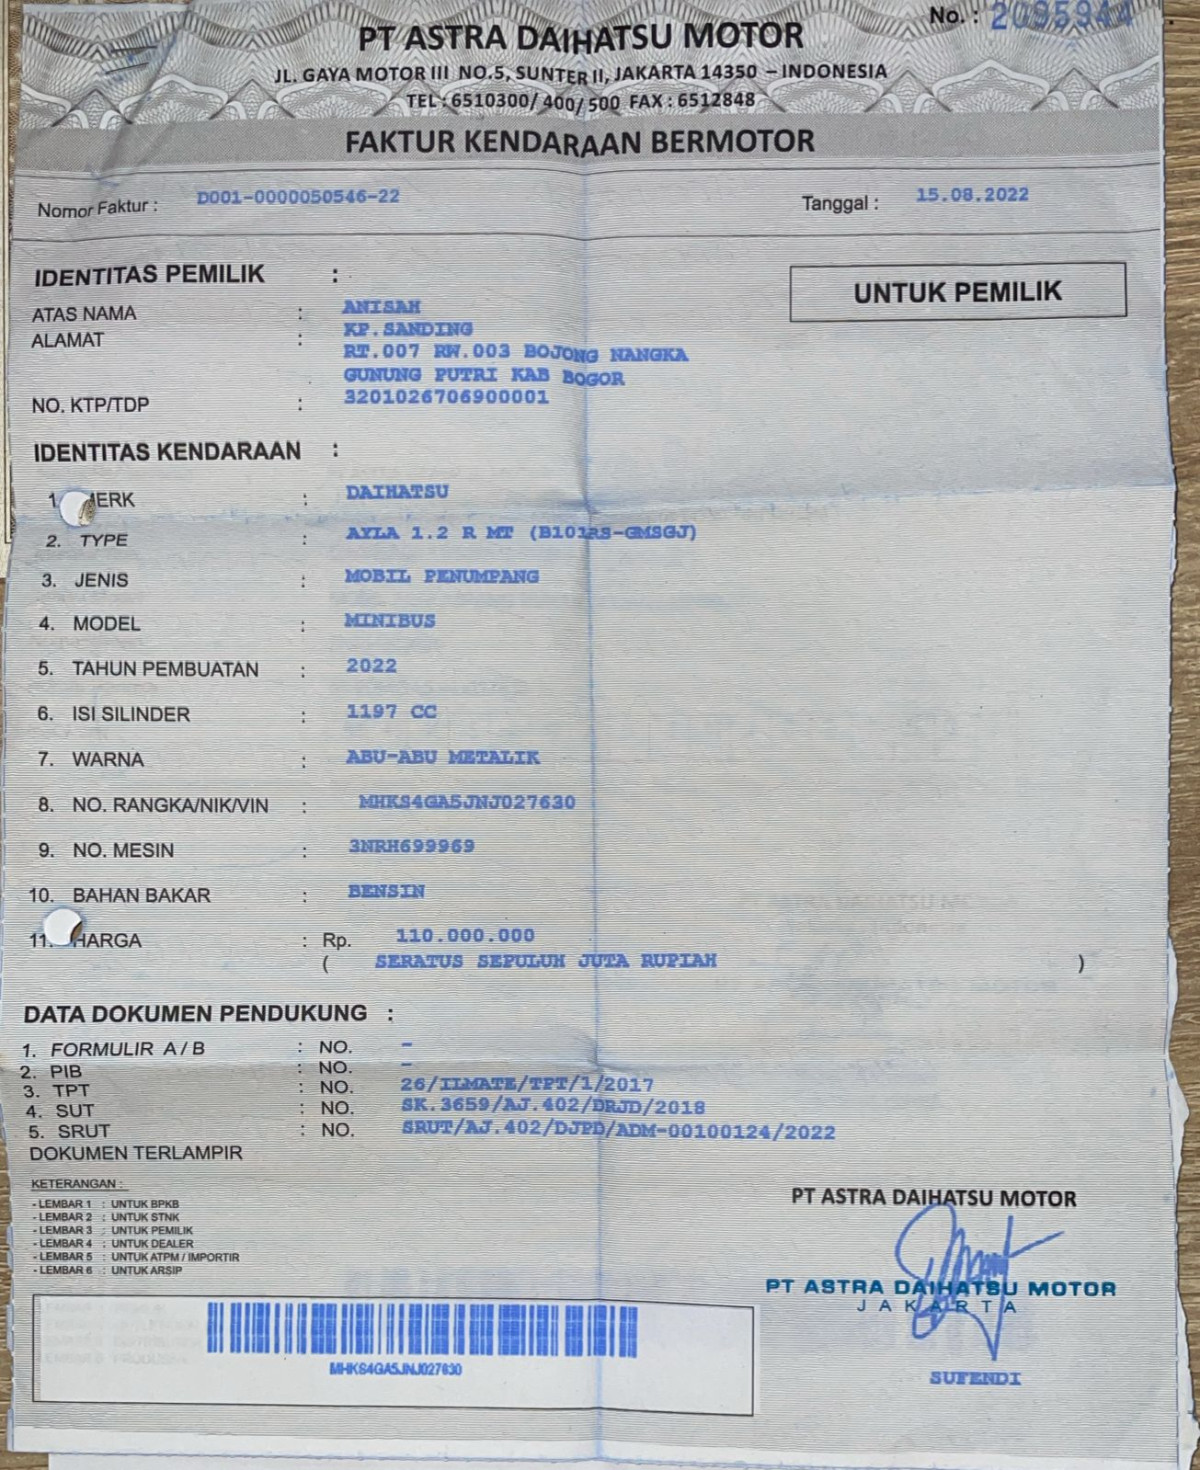 No. : 2095944
PT ASTRA DAIHATSU MOTOR
JL. GAYA MOTOR III NO.5, SUNTER II, JAKARTA 14350 – INDONESIA
TEL : 6510300/ 400/ 500 FAX : 6512848
FAKTUR KENDARAAN BERMOTOR
Nomor Faktur : D001-0000050546-22 Tanggal : 15.08.2022
IDENTITAS PEMILIK :
UNTUK PEMILIK
ATAS NAMA : ANISAH
ALAMAT : KP.SANDING
RT.007 RW.003 BOJONG NANGKA
GUNUNG PUTRI KAB BOGOR
NO. KTP/TDP : 3201026706900001
IDENTITAS KENDARAAN :
1. MERK : DAIHATSU
2. TYPE : AYLA 1.2 R MT (B101RS-GMSGJ)
3. JENIS : MOBIL PENUMPANG
4. MODEL : MINIBUS
5. TAHUN PEMBUATAN : 2022
6. ISI SILINDER : 1197 CC
7. WARNA : ABU-ABU METALIK
8. NO. RANGKA/NIK/VIN : MHKS4GA5JNJ027630
9. NO. MESIN : 3NRH699969
10. BAHAN BAKAR : BENSIN
11. HARGA : Rp. 110.000.000
( SERATUS SEPULUH JUTA RUPIAH )
DATA DOKUMEN PENDUKUNG :
1. FORMULIR A / B : NO. –
2. PIB : NO. –
3. TPT : NO. 26/ILMATE/TPT/1/2017
4. SUT : NO. SK.3659/AJ.402/DRJD/2018
5. SRUT : NO. SRUT/AJ.402/DJPD/ADM-00100124/2022
DOKUMEN TERLAMPIR
KETERANGAN :
- LEMBAR 1 : UNTUK BPKB
- LEMBAR 2 : UNTUK STNK
- LEMBAR 3 : UNTUK PEMILIK
- LEMBAR 4 : UNTUK DEALER
- LEMBAR 5 : UNTUK ATPM / IMPORTIR
- LEMBAR 6 : UNTUK ARSIP
PT ASTRA DAIHATSU MOTOR
PT ASTRA DAIHATSU MOTOR
JAKARTA
SUFENDI
MHKS4GA5JNJ027630